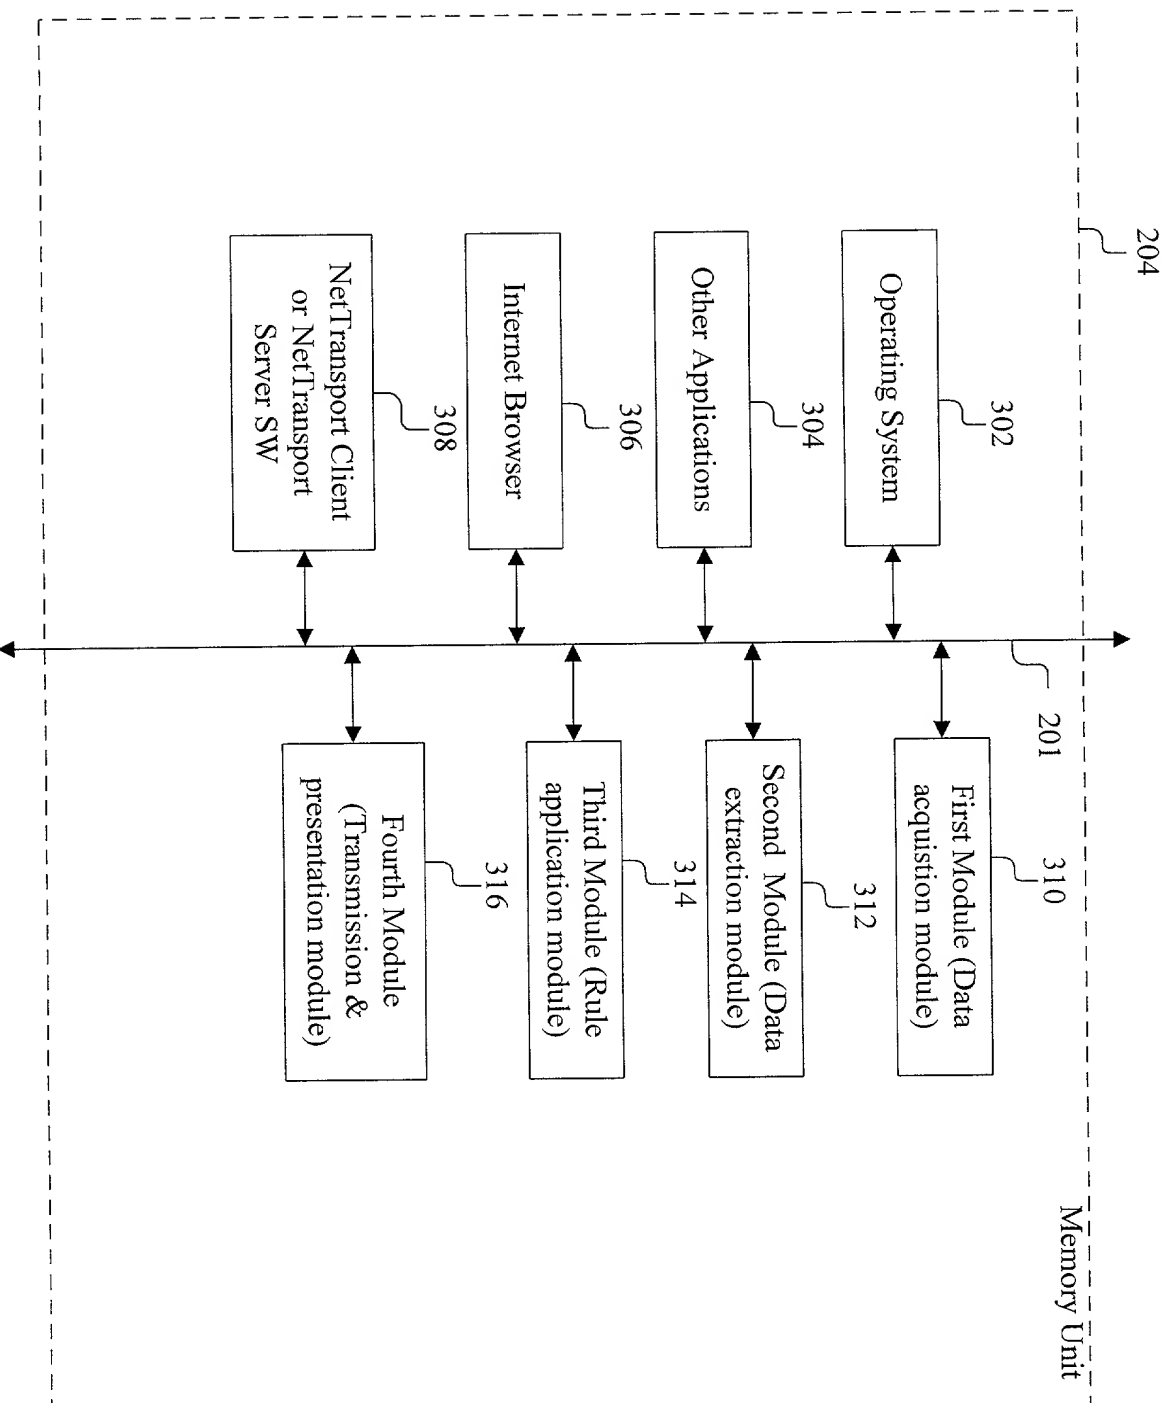 204
Memory Unit
201
302
Operating System
310
First Module (Data
acquistion module)
304
Other Applications
312
Second Module (Data
extraction module)
306
Internet Browser
314
Third Module (Rule
application module)
308
NetTransport Client
or NetTransport
Server SW
316
Fourth Module
(Transmission &
presentation module)